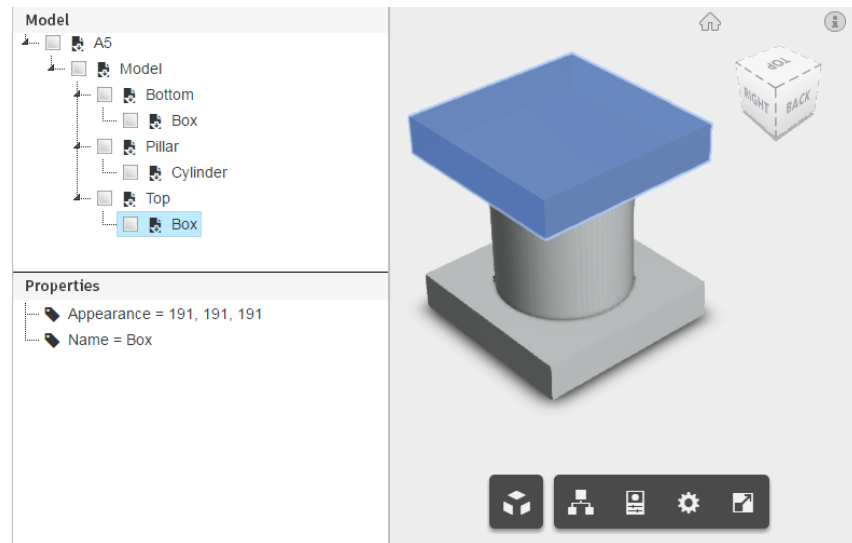 Model
A5
Model
Bottom
Box
Pillar
Cylinder
Top
Box
Properties
Appearance = 191, 191, 191
Name = Box
TOP
RIGHT
BACK